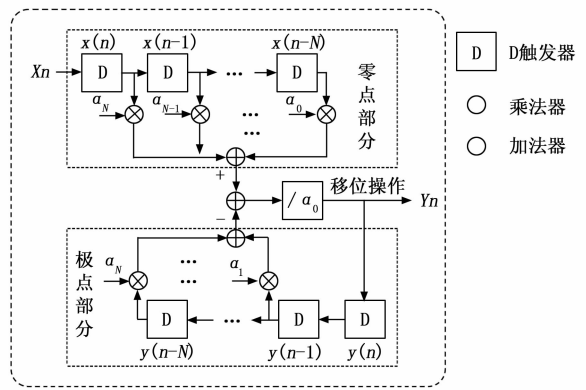 x(n) x(n-1) x(n-N)
Xn D D ... D
D D触发器
a_N a_{N-1} ... a_0
...
零点部分
乘法器
加法器
+
/a_0 移位操作 Yn
−
极点部分
a_N ... a_1
...
D ... D D
y(n-N) y(n-1) y(n)